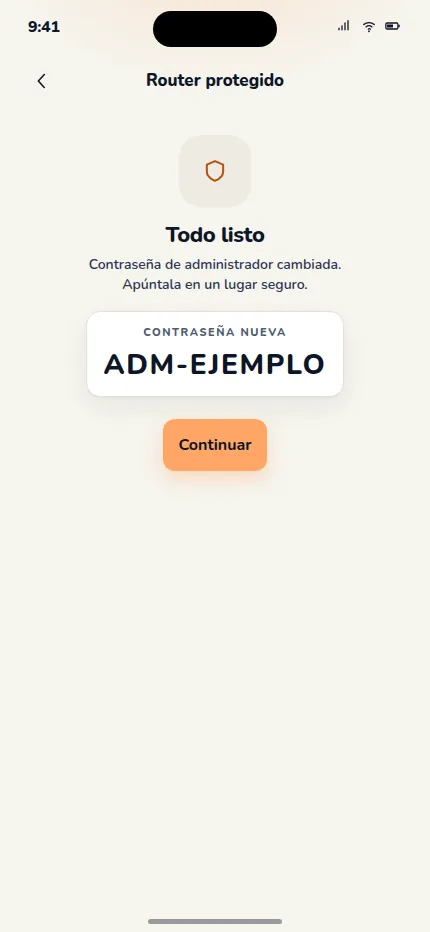 9:41
Router protegido
Todo listo
Contraseña de administrador cambiada.
Apúntala en un lugar seguro.
CONTRASEÑA NUEVA
ADM-EJEMPLO
Continuar